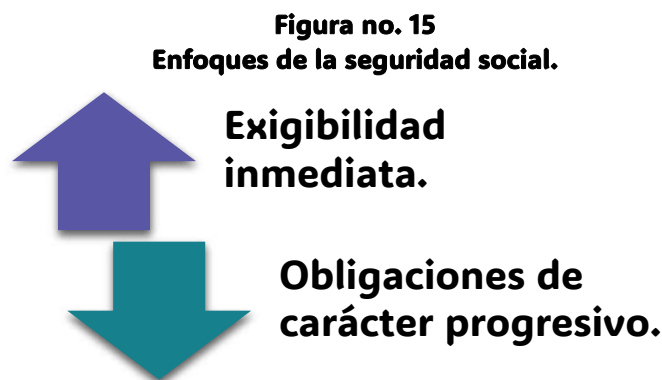 Figura no. 15
Enfoques de la seguridad social.
Exigibilidad
inmediata.
Obligaciones de
carácter progresivo.